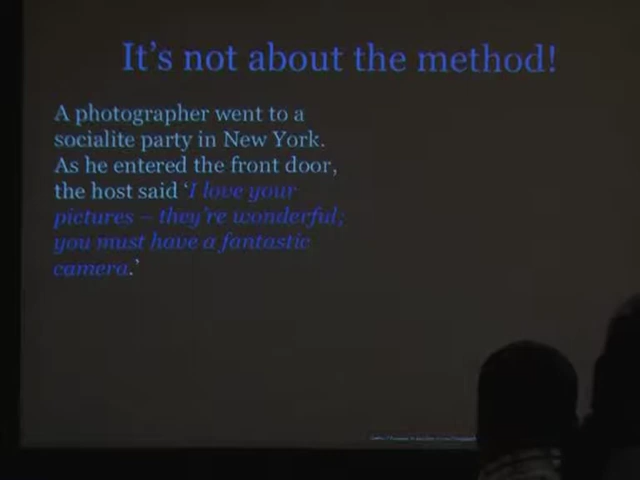 It's not about the method!
A photographer went to a
socialite party in New York.
As he entered the front door,
the host said ‘I love your
pictures – they're wonderful;
you must have a fantastic
camera.’